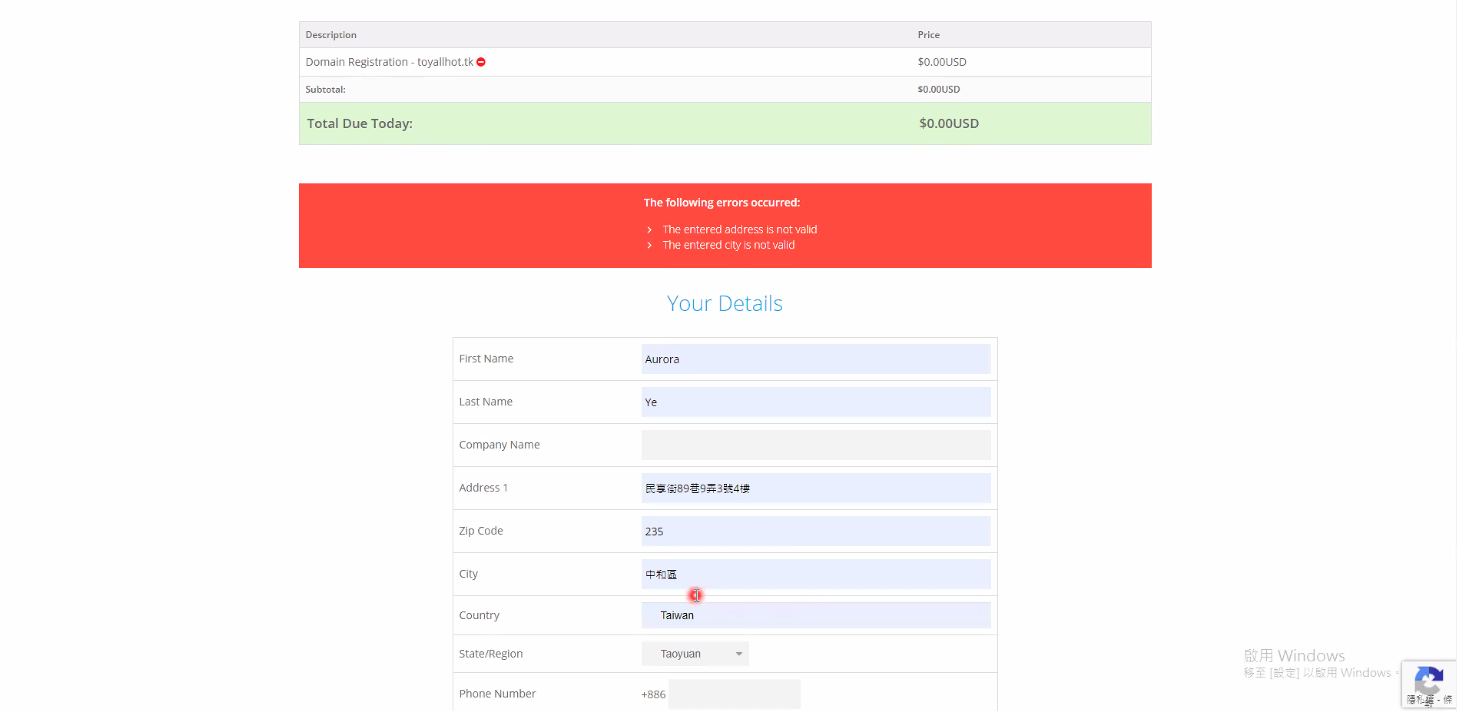 Description Price
Domain Registration - toyallhot.tk $0.00USD
Subtotal: $0.00USD
Total Due Today: $0.00USD
The following errors occurred:
The entered address is not valid
The entered city is not valid
Your Details
First Name Aurora
Last Name Ye
Company Name
Address 1 民享街89巷9弄3號4樓
Zip Code 235
City 中和區
Country Taiwan
State/Region Taoyuan
Phone Number +886
啟用 Windows
移至 [設定] 以啟用 Windows。
隱私權 - 條